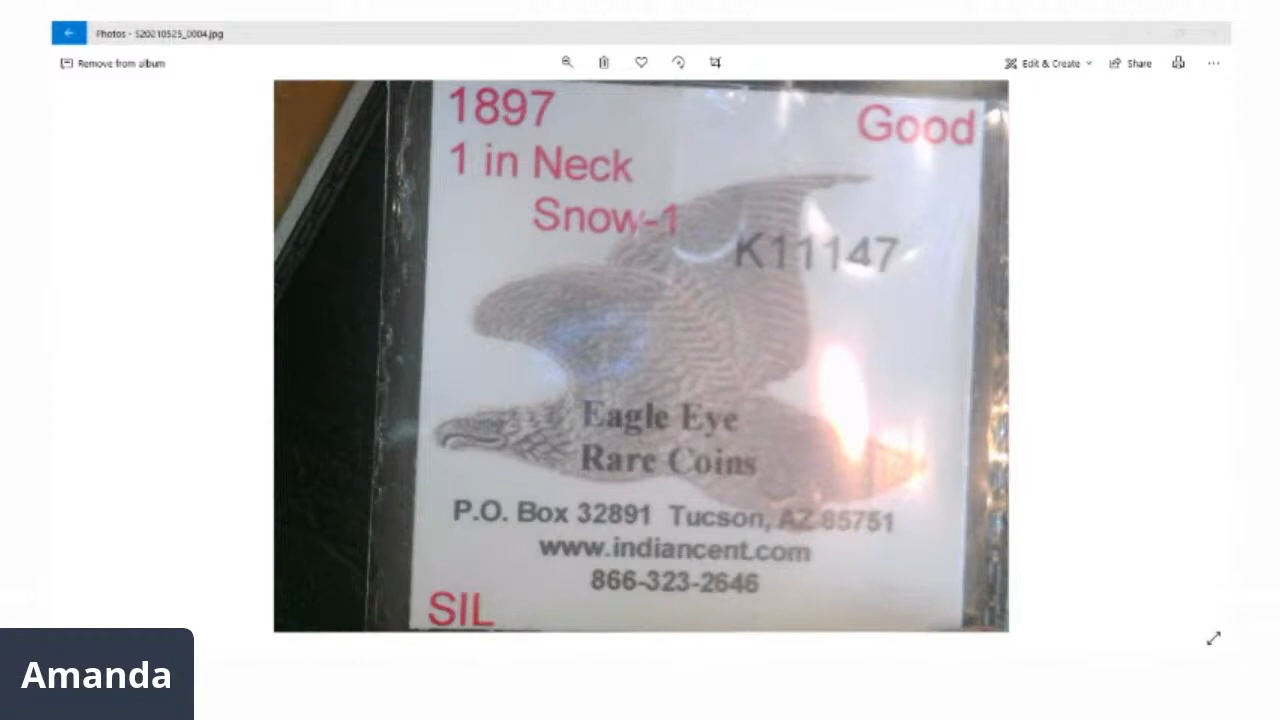 Photos - S20210525_0004.jpg
Remove from album
Edit & Create
Share
1897
Good
1 in Neck
Snow-1
K11147
Eagle Eye
Rare Coins
P.O. Box 32891 Tucson, AZ 85751
www.indiancent.com
866-323-2646
SIL
Amanda